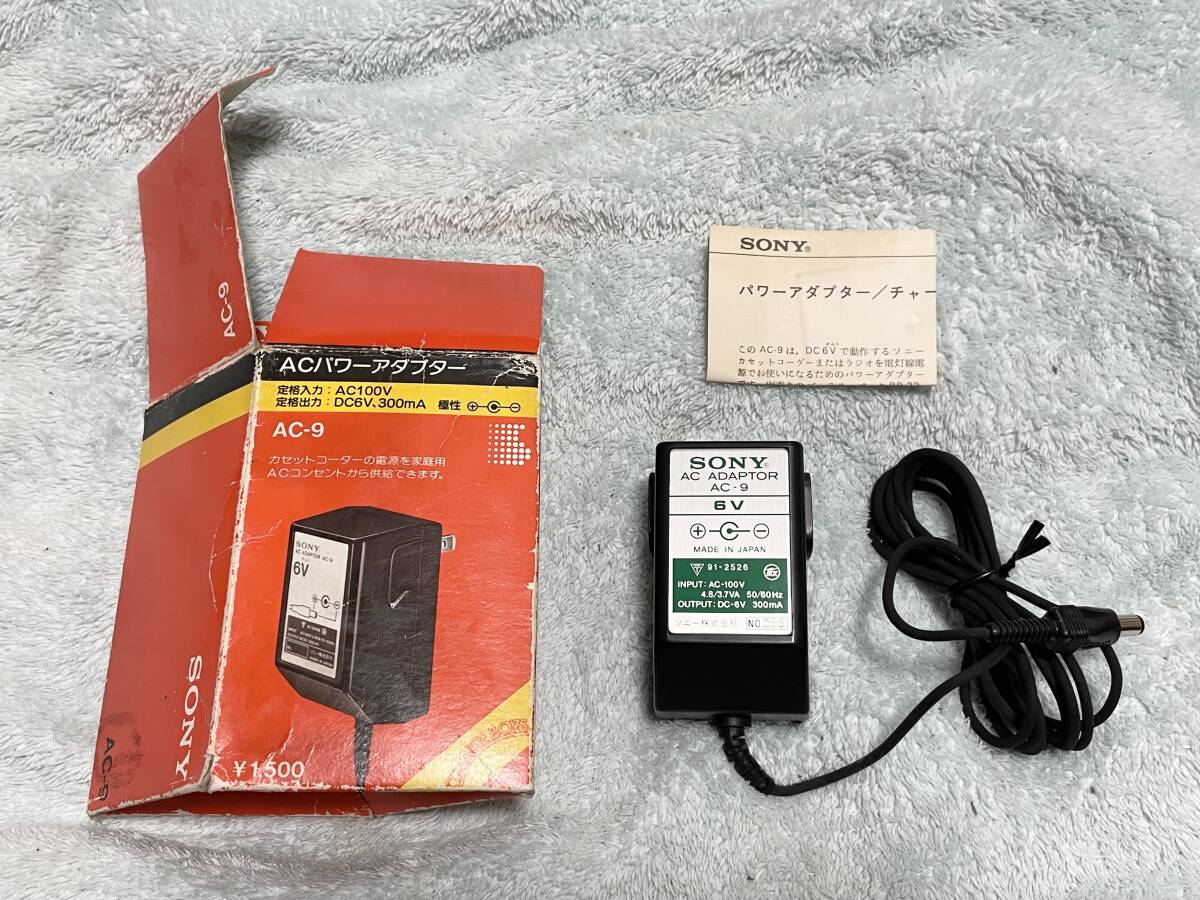 AC-9
SONY
AC-9
ACパワーアダプター
定格入力：AC100V
定格出力：DC6V、300mA 極性 ⊕ ⊖
AC-9
カセットコーダーの電源を家庭用
ACコンセントから供給できます。
SONY
AC ADAPTOR AC-9
6V
¥1,500
SONY®
パワーアダプター／チャー
このAC-9は，DC6Vで動作するソニー
カセットコーダーまたはラジオを電灯線電
源でお使いになるためのパワーアダプター
SONY®
AC ADAPTOR
AC-9
6V
⊕ ⊖
MADE IN JAPAN
91-2526
INPUT: AC-100V
4.8/3.7VA 50/60Hz
OUTPUT: DC-6V 300mA
ソニー株式会社 NO.